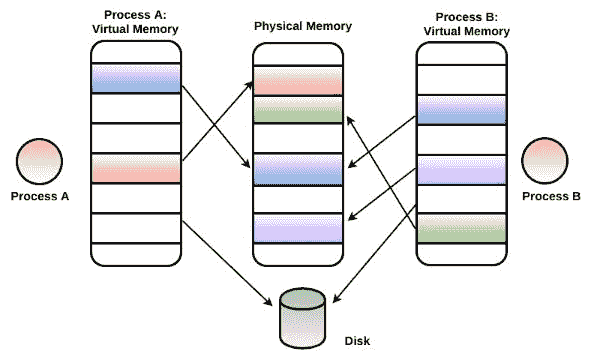 Process A:
Virtual Memory
Physical Memory
Process B:
Virtual Memory
Process A
Process B
Disk